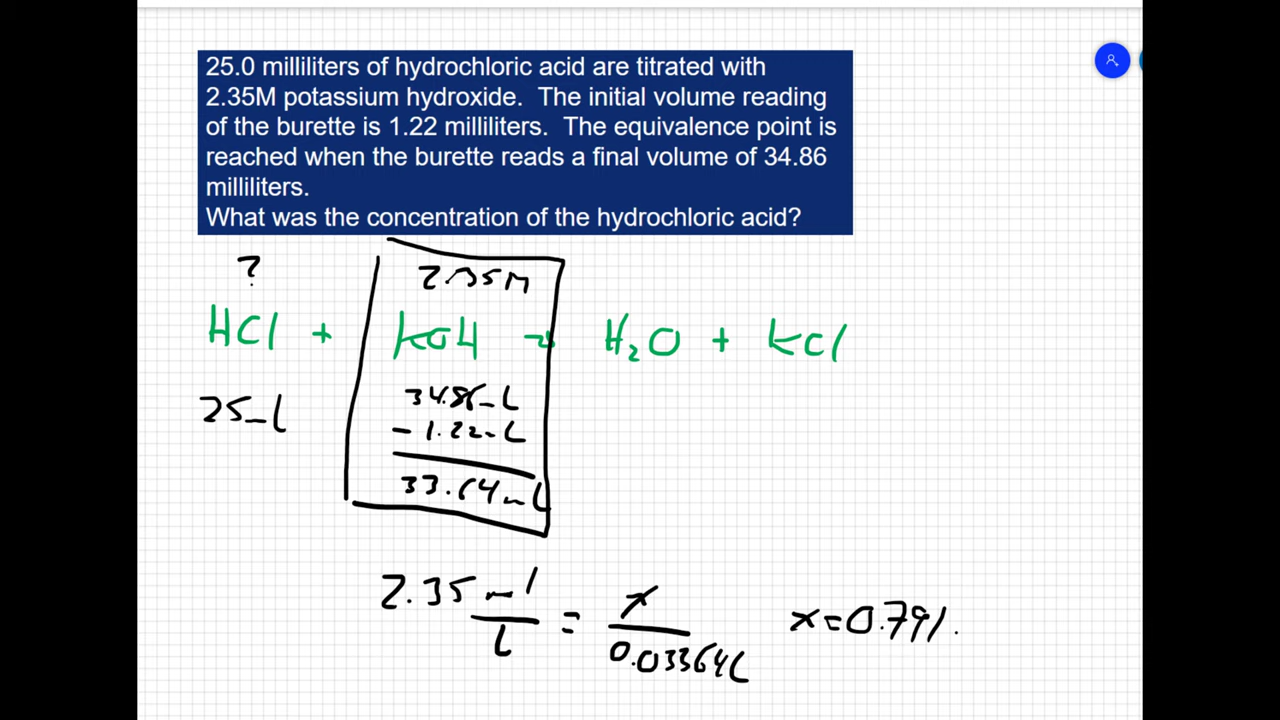 25.0 milliliters of hydrochloric acid are titrated with
2.35M potassium hydroxide. The initial volume reading
of the burette is 1.22 milliliters. The equivalence point is
reached when the burette reads a final volume of 34.86
milliliters.
What was the concentration of the hydrochloric acid?
? 2.35M
HCl + KOH → H₂O + KCl
34.86mL
25mL - 1.22mL
33.64mL
2.35 mol/L = x/0.03364L x=0.791.